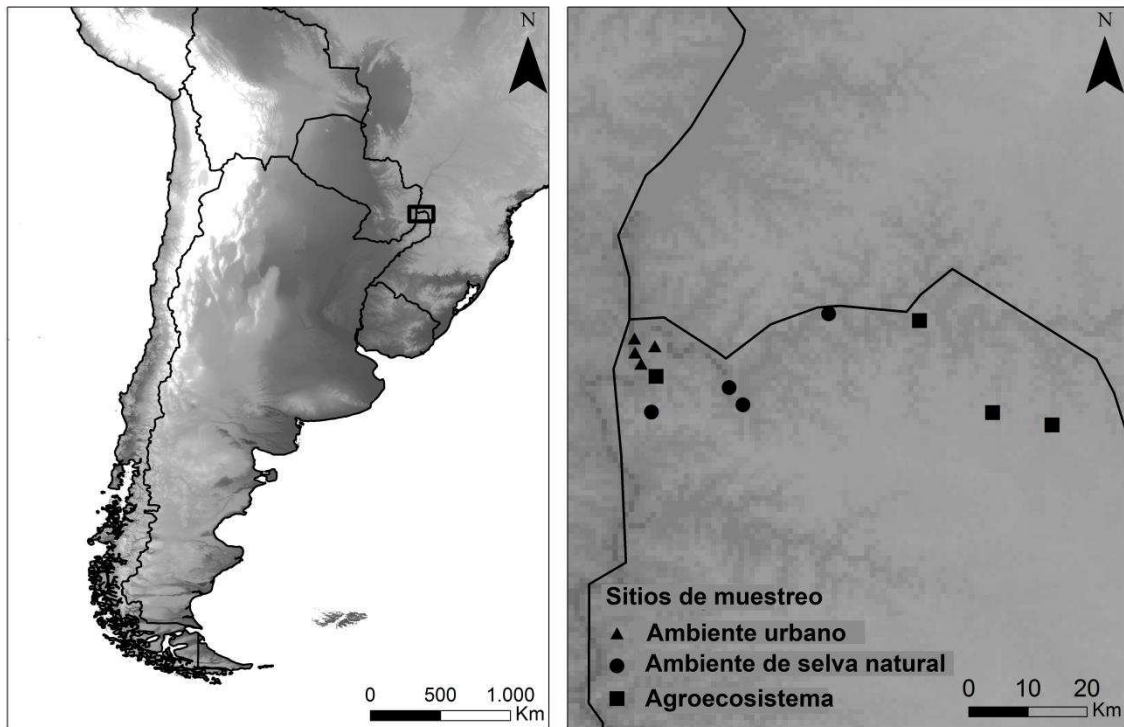 N
0 500 1.000
Km
N
Sitios de muestreo
Ambiente urbano
Ambiente de selva natural
Agroecosistema
0 10 20
Km